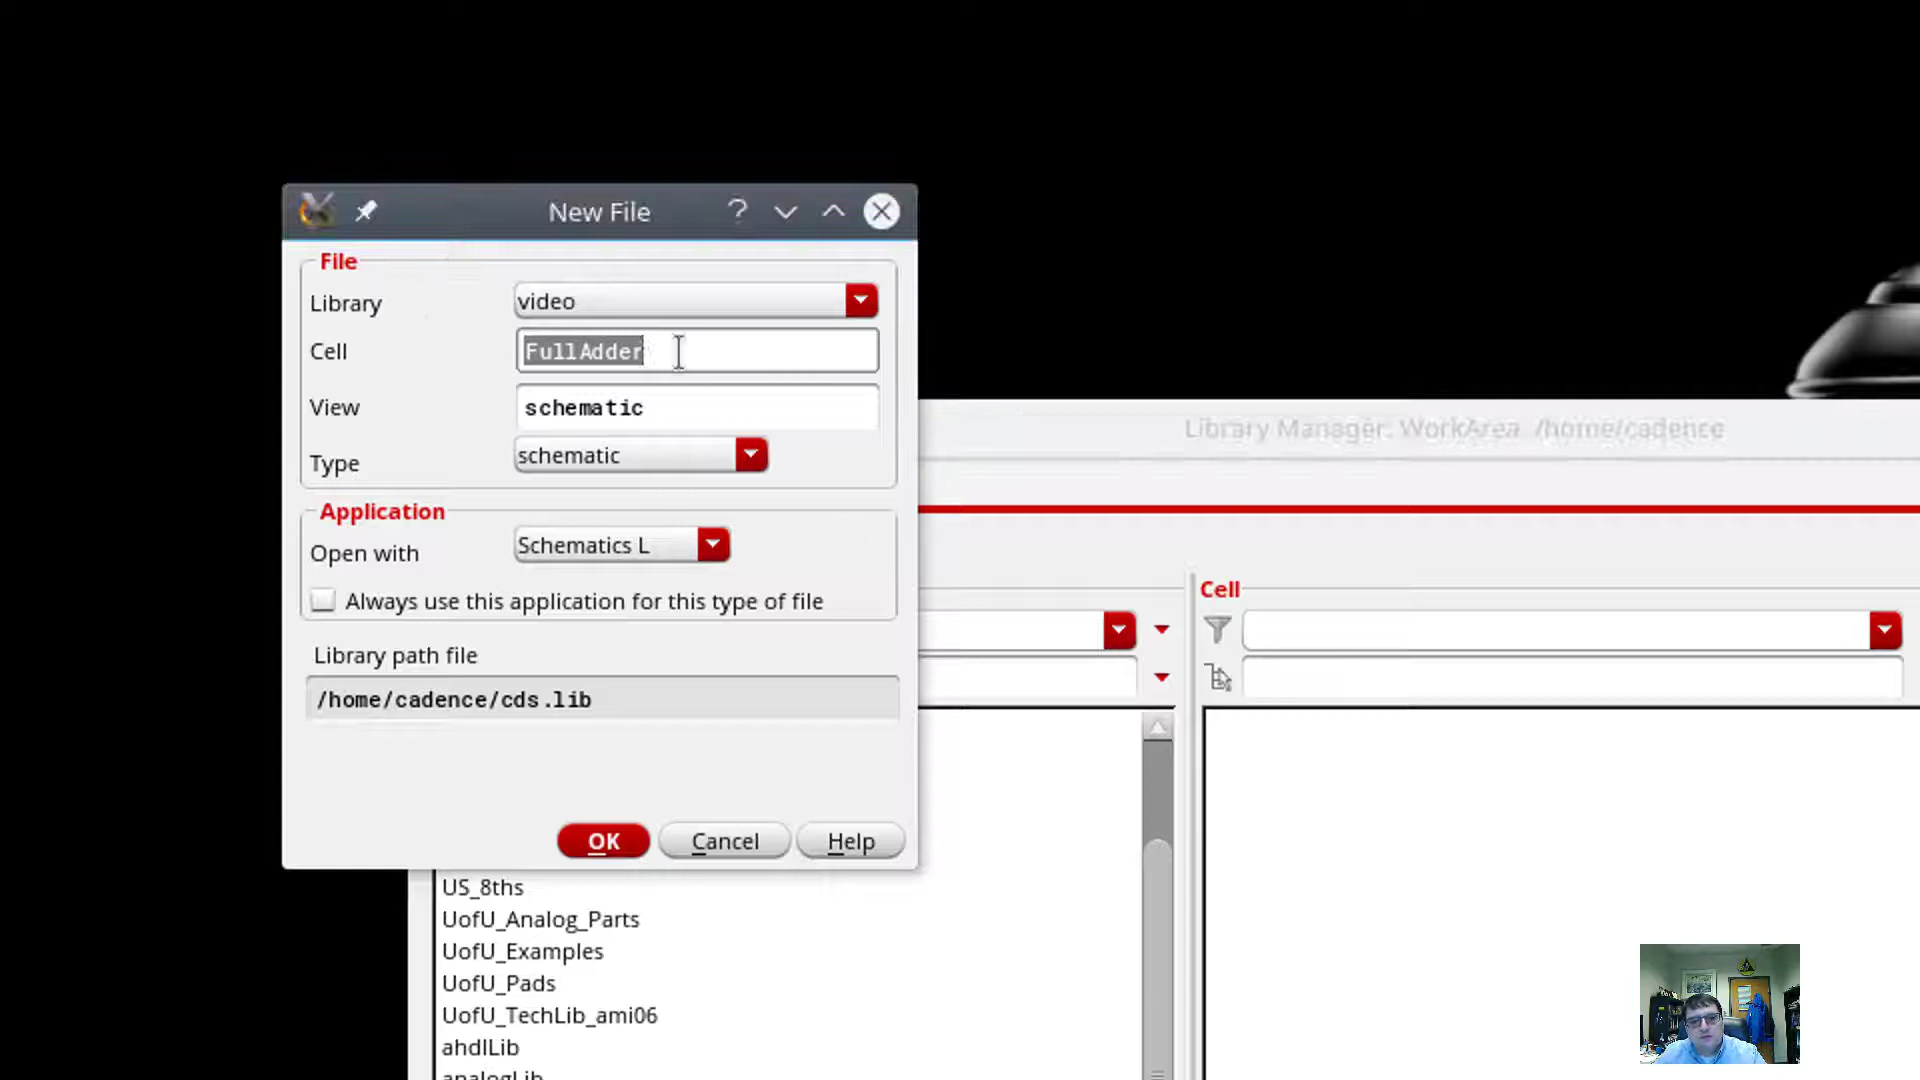 New File
File
Library video
Cell FullAdder
View schematic
Type schematic
Application
Open with Schematics L
Always use this application for this type of file
Library path file
/home/cadence/cds.lib
OK Cancel Help
Library Manager: WorkArea /home/cadence
Cell
US_8ths
UofU_Analog_Parts
UofU_Examples
UofU_Pads
UofU_TechLib_ami06
ahdlLib
analogLib